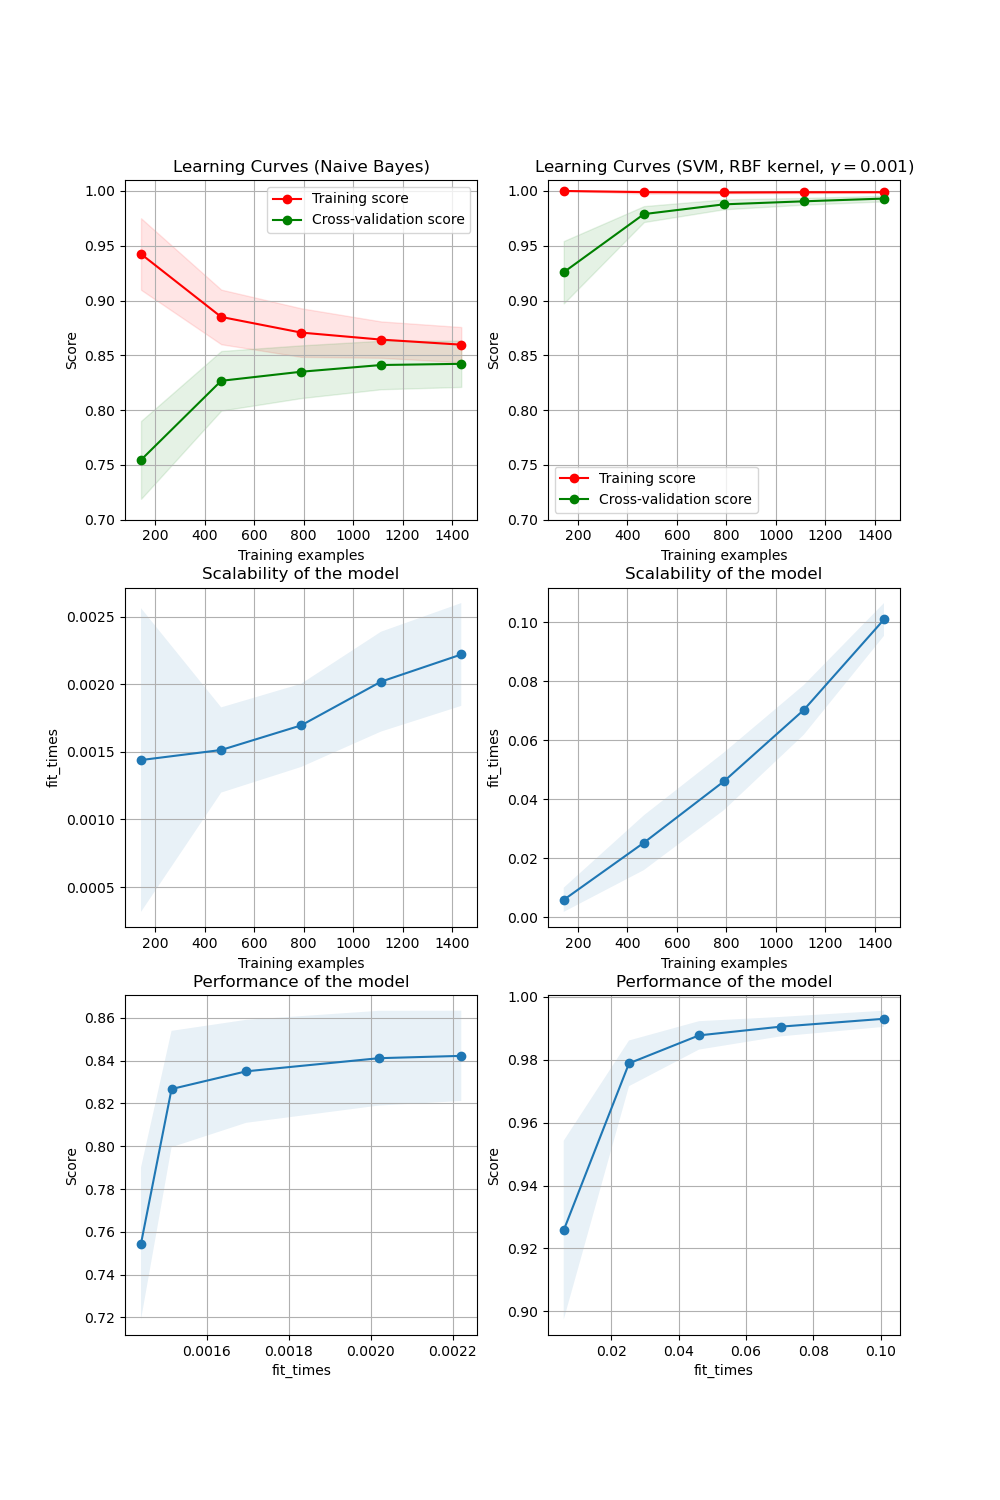 Learning Curves (Naive Bayes)
1.00
0.95
0.90
0.85
0.80
0.75
0.70
Score
Training score
Cross-validation score
200 400 600 800 1000 1200 1400
Training examples
Learning Curves (SVM, RBF kernel, γ = 0.001)
1.00
0.95
0.90
0.85
0.80
0.75
0.70
Score
Training score
Cross-validation score
200 400 600 800 1000 1200 1400
Training examples
Scalability of the model
0.0025
0.0020
0.0015
0.0010
0.0005
fit_times
200 400 600 800 1000 1200 1400
Training examples
Scalability of the model
0.10
0.08
0.06
0.04
0.02
0.00
fit_times
200 400 600 800 1000 1200 1400
Training examples
Performance of the model
0.86
0.84
0.82
0.80
0.78
0.76
0.74
0.72
Score
0.0016 0.0018 0.0020 0.0022
fit_times
Performance of the model
1.00
0.98
0.96
0.94
0.92
0.90
Score
0.02 0.04 0.06 0.08 0.10
fit_times